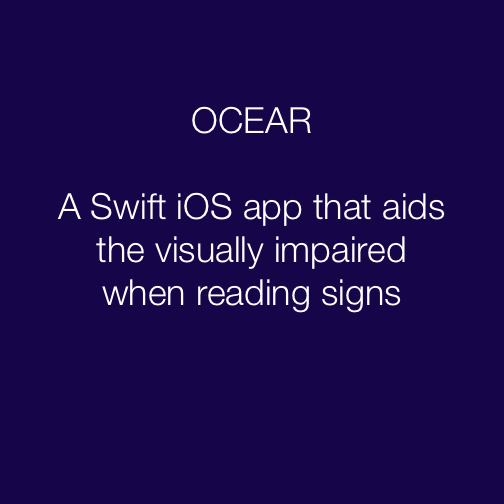 OCEAR
A Swift iOS app that aids
the visually impaired
when reading signs